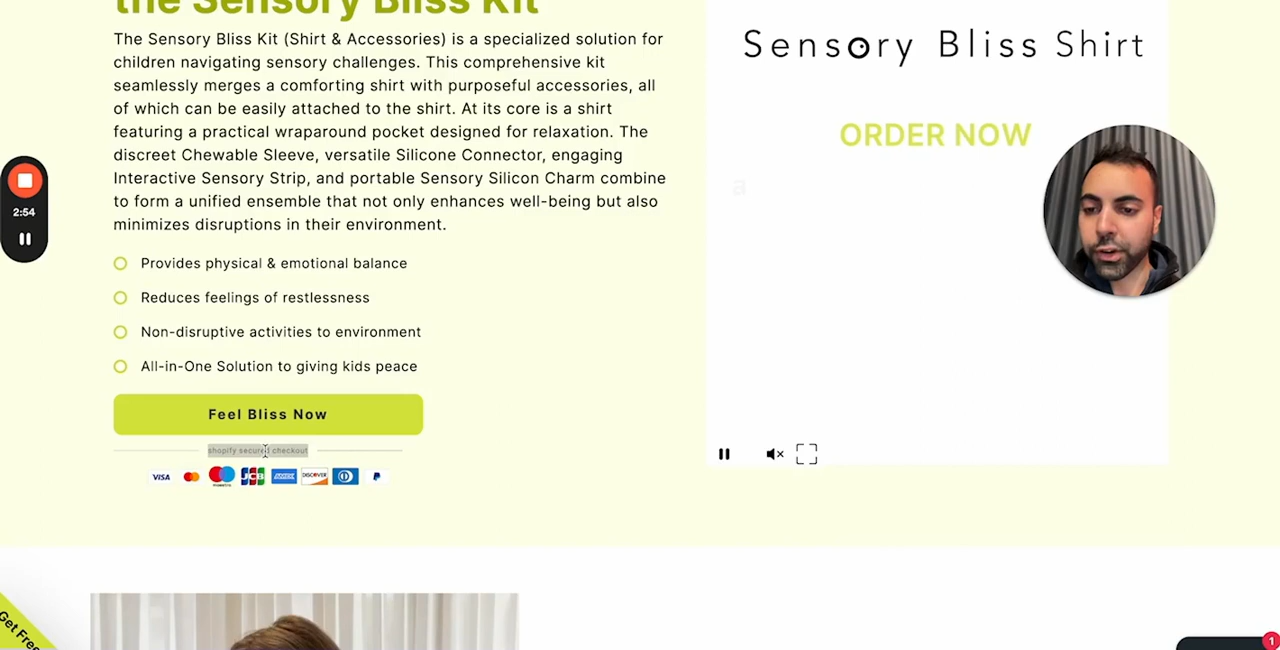 the Sensory Bliss Kit
The Sensory Bliss Kit (Shirt & Accessories) is a specialized solution for
children navigating sensory challenges. This comprehensive kit
seamlessly merges a comforting shirt with purposeful accessories, all
of which can be easily attached to the shirt. At its core is a shirt
featuring a practical wraparound pocket designed for relaxation. The
discreet Chewable Sleeve, versatile Silicone Connector, engaging
Interactive Sensory Strip, and portable Sensory Silicon Charm combine
to form a unified ensemble that not only enhances well-being but also
minimizes disruptions in their environment.
Provides physical & emotional balance
Reduces feelings of restlessness
Non-disruptive activities to environment
All-in-One Solution to giving kids peace
Feel Bliss Now
shopify secured checkout
VISA
JCB
DISCOVER
Sensory Bliss Shirt
ORDER NOW
a
2:54
Get Free
1